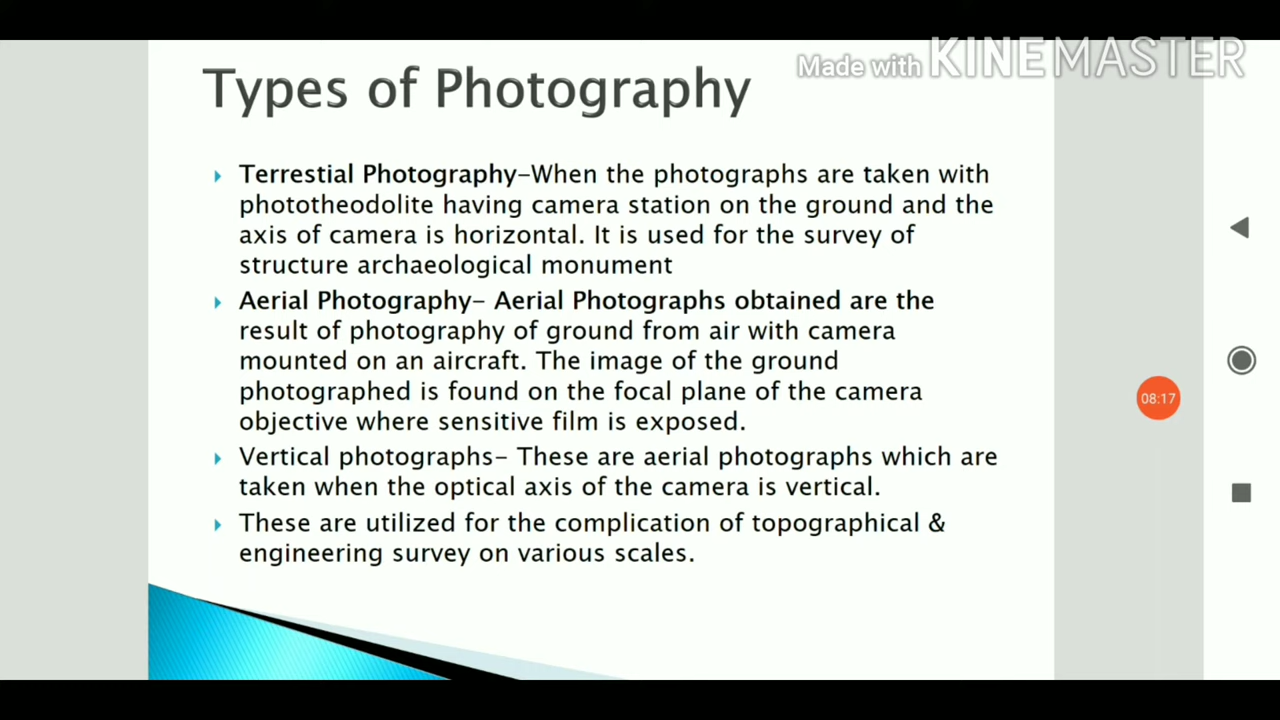 Made with KINEMASTER
Types of Photography
Terrestial Photography-When the photographs are taken with
phototheodolite having camera station on the ground and the
axis of camera is horizontal. It is used for the survey of
structure archaeological monument
Aerial Photography- Aerial Photographs obtained are the
result of photography of ground from air with camera
mounted on an aircraft. The image of the ground
photographed is found on the focal plane of the camera
objective where sensitive film is exposed.
Vertical photographs- These are aerial photographs which are
taken when the optical axis of the camera is vertical.
These are utilized for the complication of topographical &
engineering survey on various scales.
08:17